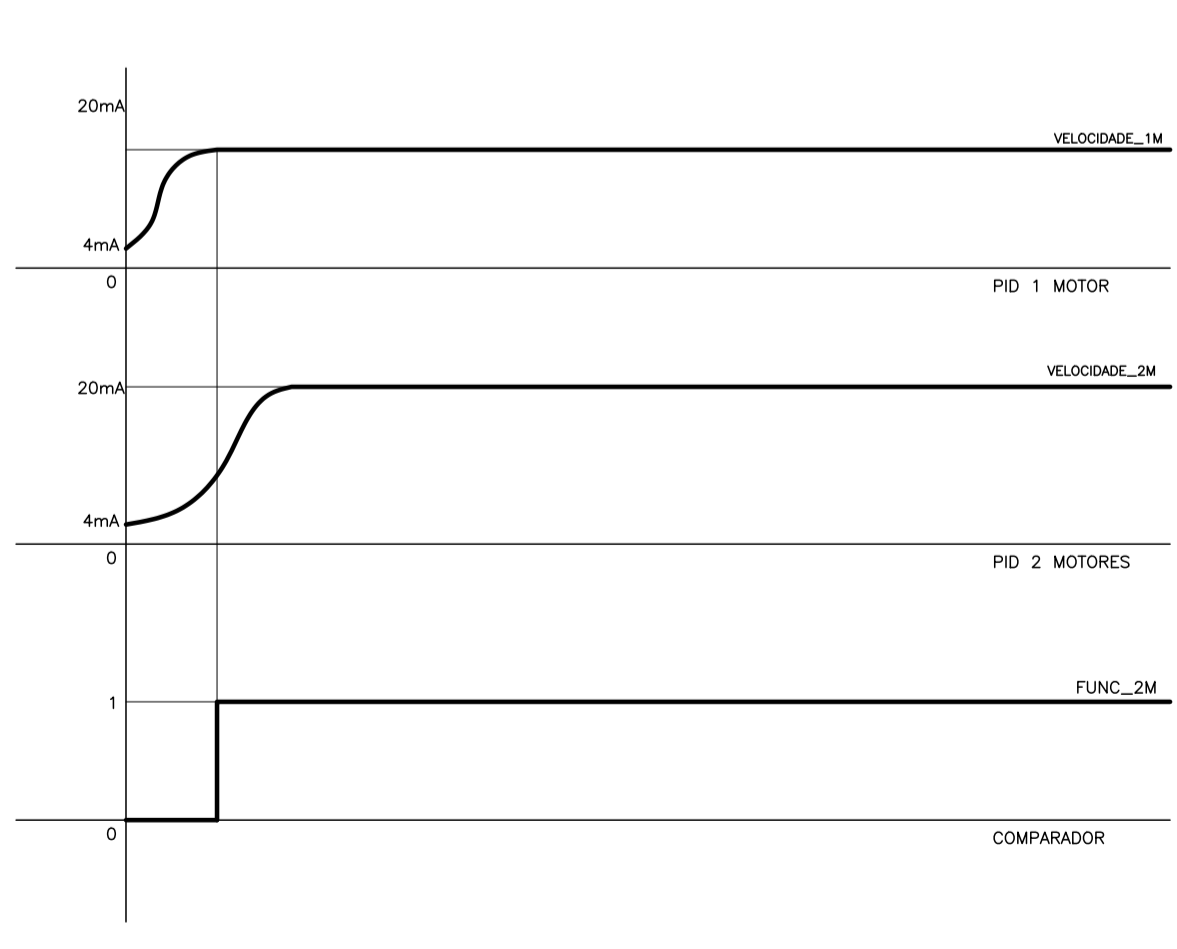 20mA
VELOCIDADE_1M
4mA
0
PID 1 MOTOR
VELOCIDADE_2M
20mA
4mA
0
PID 2 MOTORES
FUNC_2M
1
0
COMPARADOR